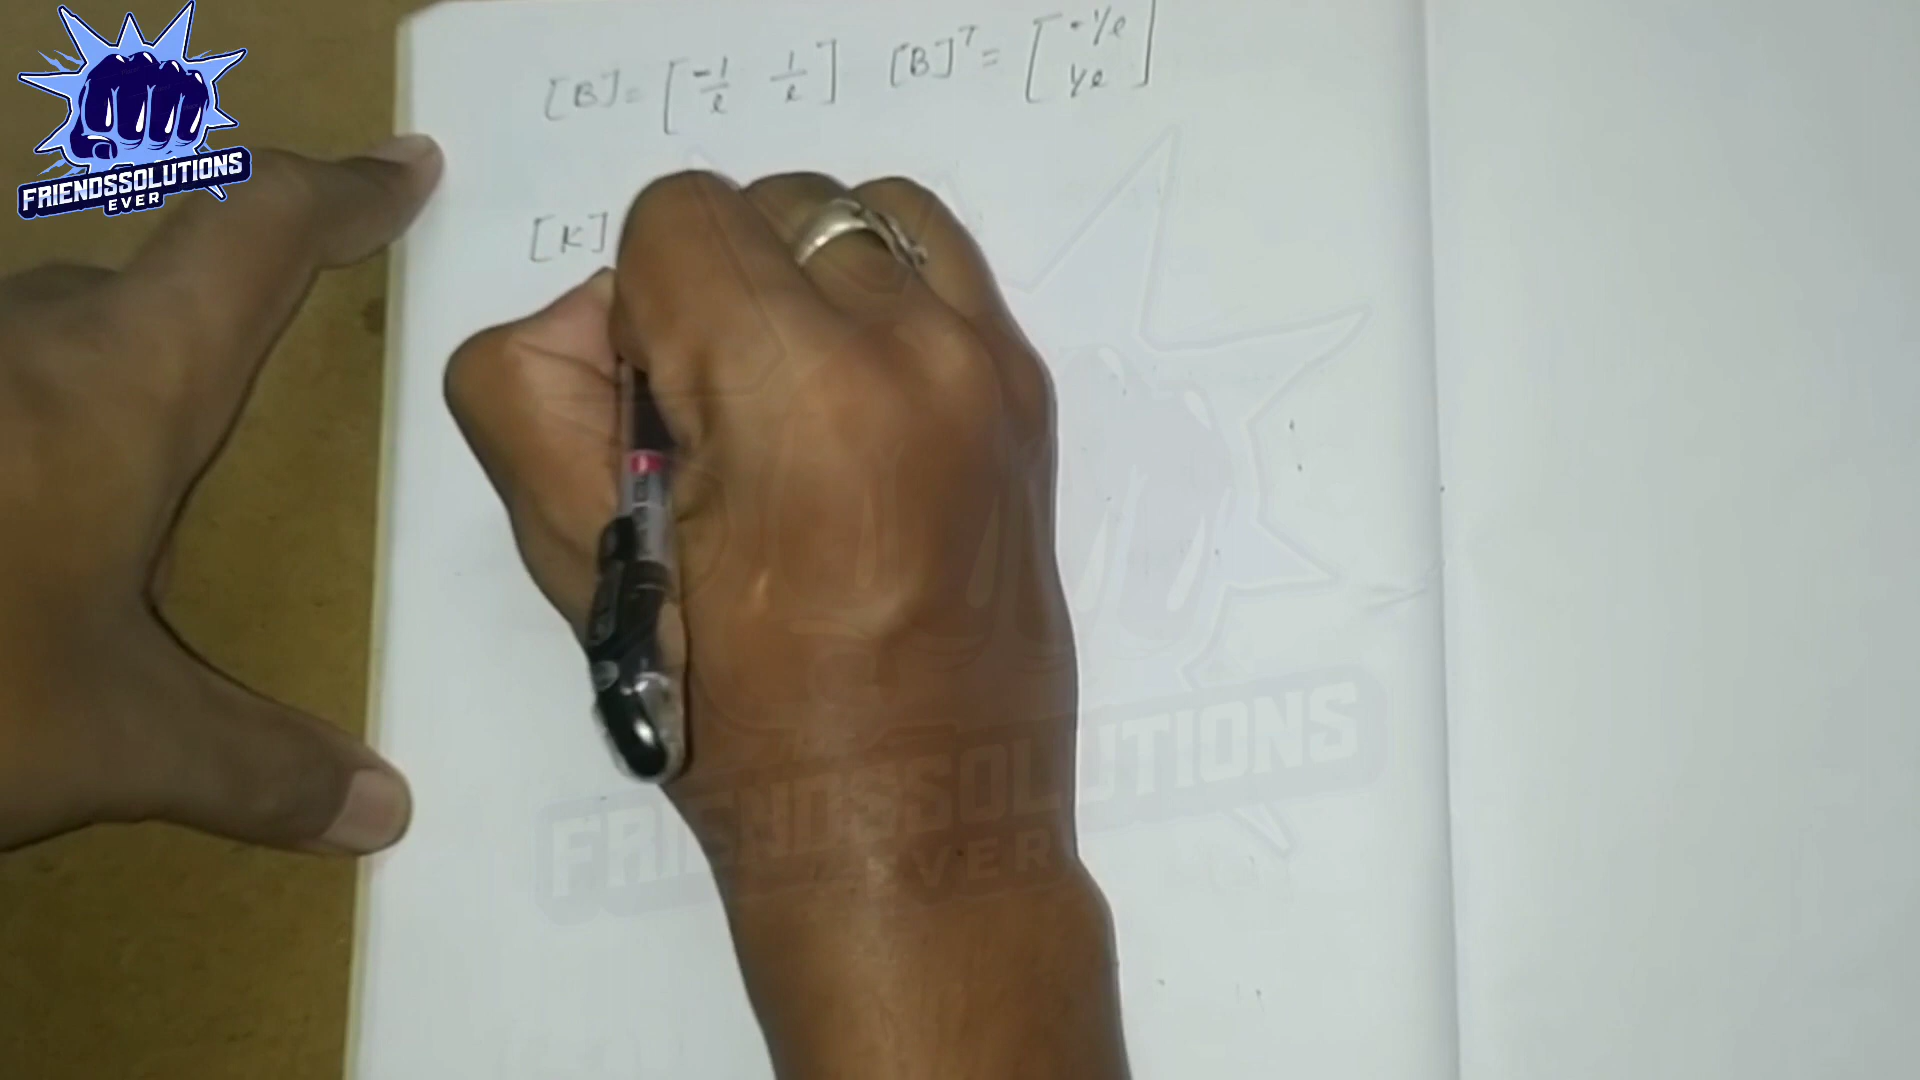 FRIENDSSOLUTIONS
EVER
[B] = [-1/l 1/l] [B]ᵀ = [-1/l
1/l]
[K]
FRIENDSSOLUTIONS
EVER